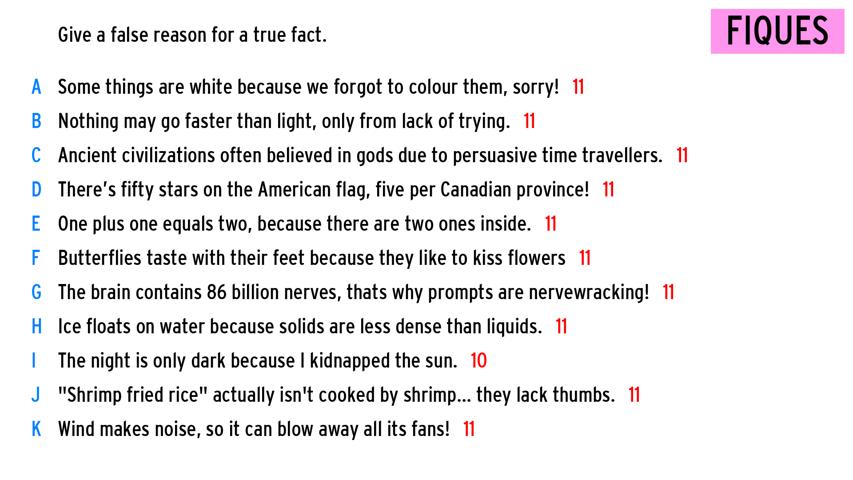 Give a false reason for a true fact.
FIQUES
A Some things are white because we forgot to colour them, sorry! 11
B Nothing may go faster than light, only from lack of trying. 11
C Ancient civilizations often believed in gods due to persuasive time travellers. 11
D There's fifty stars on the American flag, five per Canadian province! 11
E One plus one equals two, because there are two ones inside. 11
F Butterflies taste with their feet because they like to kiss flowers 11
G The brain contains 86 billion nerves, thats why prompts are nervewracking! 11
H Ice floats on water because solids are less dense than liquids. 11
I The night is only dark because I kidnapped the sun. 10
J "Shrimp fried rice" actually isn't cooked by shrimp... they lack thumbs. 11
K Wind makes noise, so it can blow away all its fans! 11